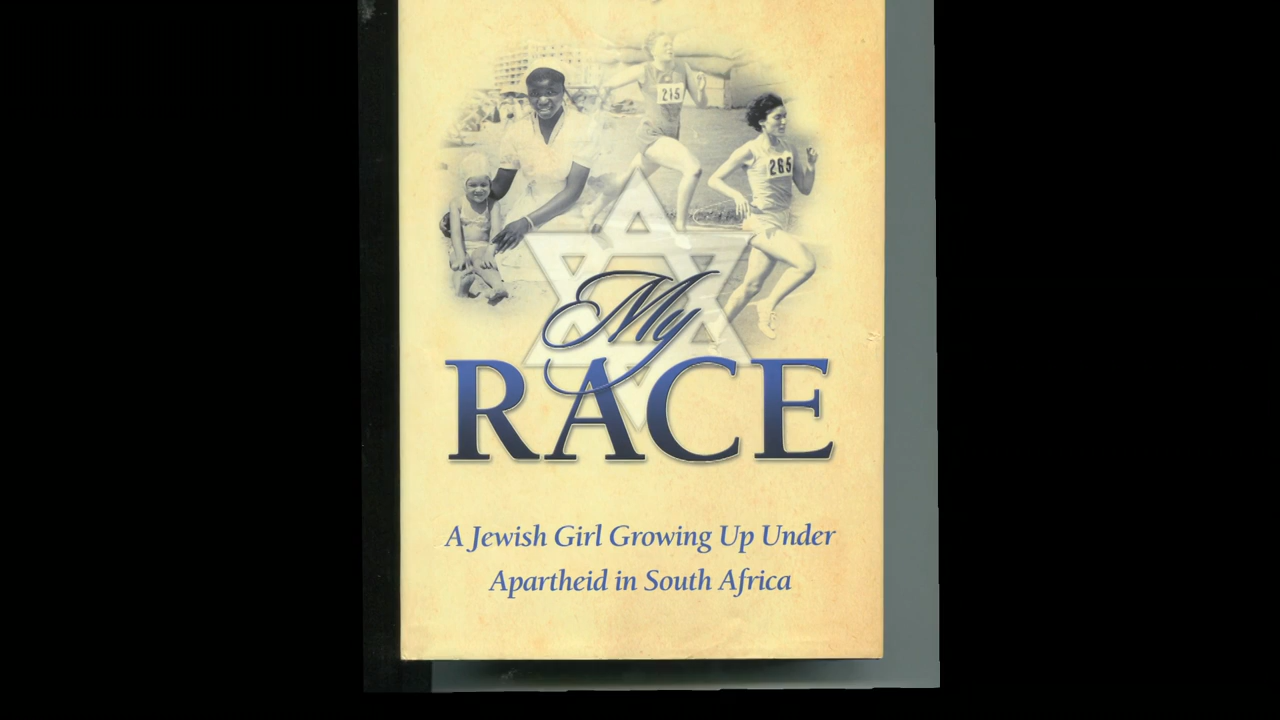 215
265
My
RACE
A Jewish Girl Growing Up Under
Apartheid in South Africa